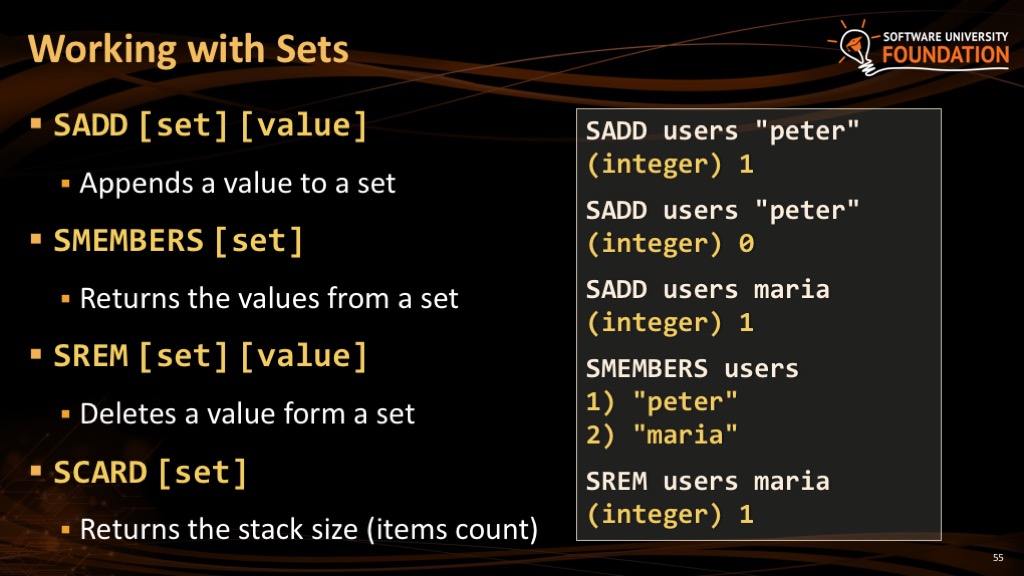 Working with Sets
SOFTWARE UNIVERSITY
FOUNDATION
▪ SADD [set] [value]
▪ Appends a value to a set
▪ SMEMBERS [set]
▪ Returns the values from a set
▪ SREM [set] [value]
▪ Deletes a value form a set
▪ SCARD [set]
▪ Returns the stack size (items count)
SADD users "peter"
(integer) 1
SADD users "peter"
(integer) 0
SADD users maria
(integer) 1
SMEMBERS users
1) "peter"
2) "maria"
SREM users maria
(integer) 1
55